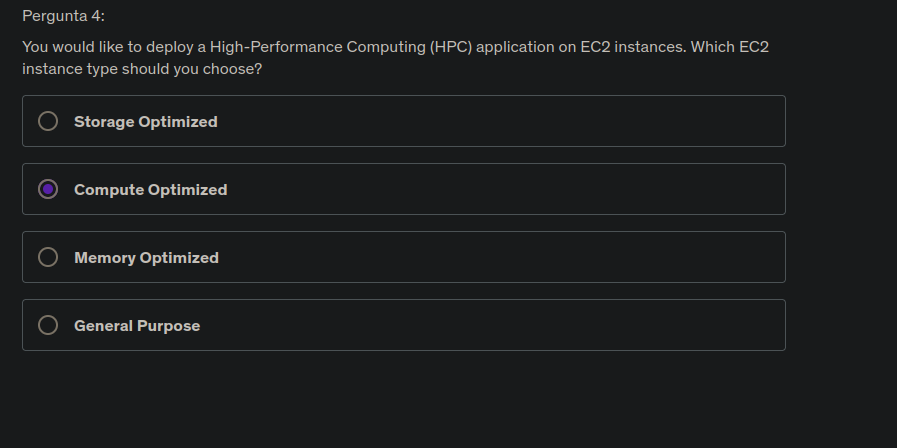 Pergunta 4:
You would like to deploy a High-Performance Computing (HPC) application on EC2 instances. Which EC2
instance type should you choose?
Storage Optimized
Compute Optimized
Memory Optimized
General Purpose